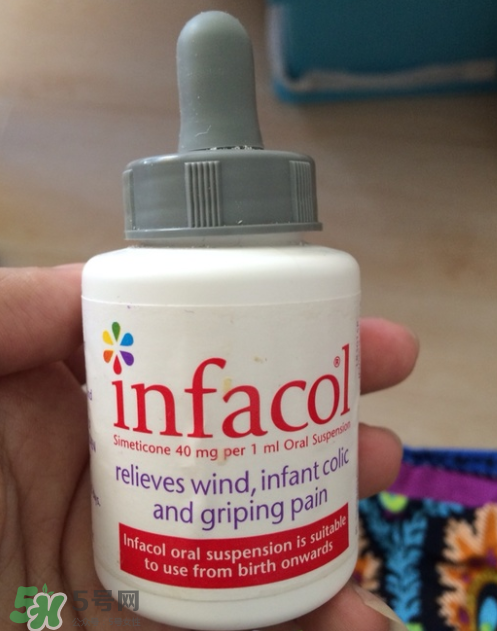 infacol®
Simeticone 40 mg per 1 ml Oral Suspension
relieves wind, infant colic
and griping pain
Infacol oral suspension is suitable
to use from birth onwards
5H 5号网